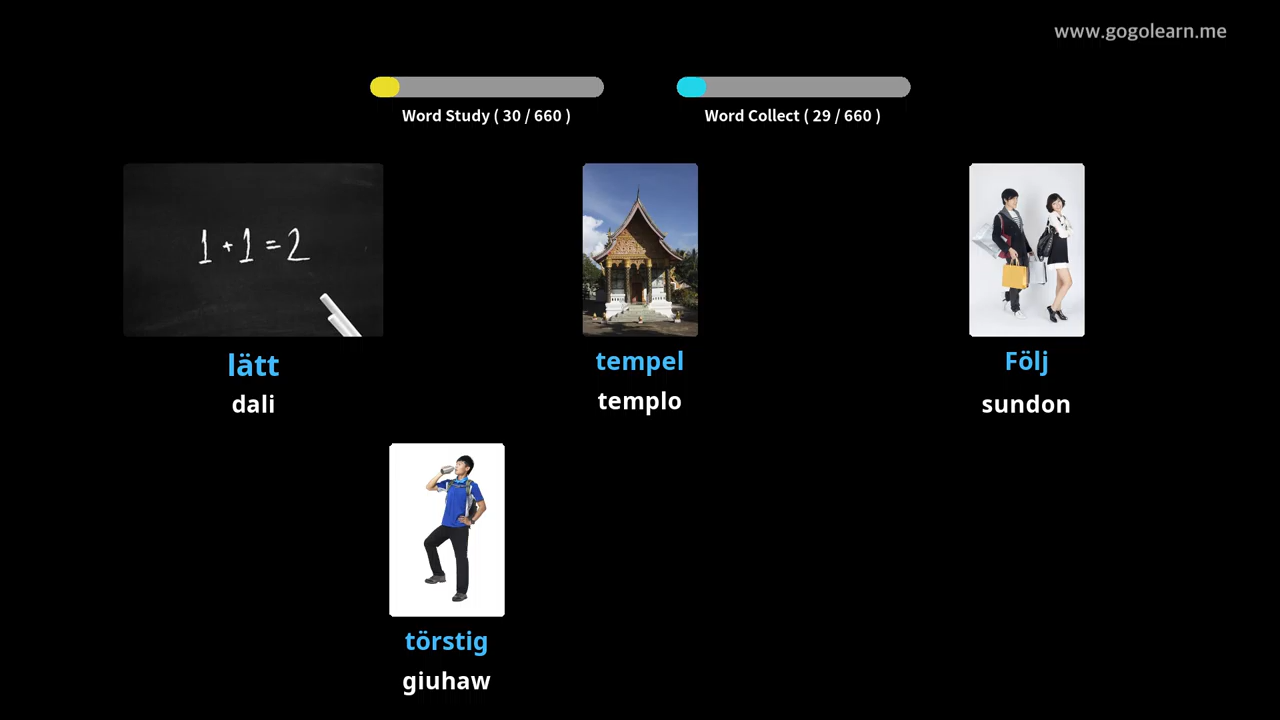 www.gogolearn.me
Word Study ( 30 / 660 )
Word Collect ( 29 / 660 )
1 + 1 = 2
lätt
dali
tempel
templo
Följ
sundon
törstig
giuhaw